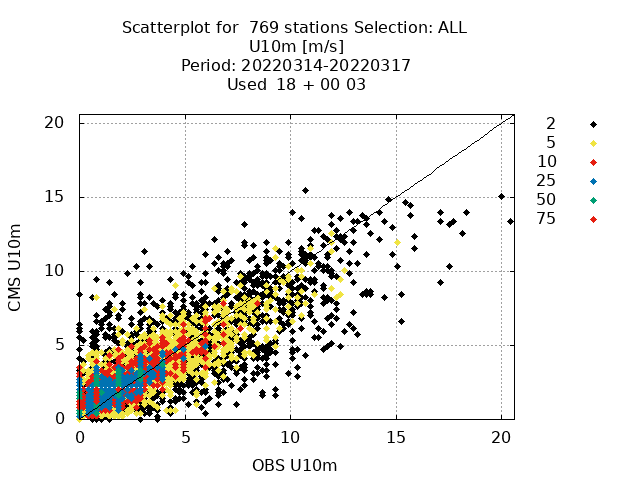 Scatterplot for  769 stations Selection: ALL
U10m [m/s]
Period: 20220314-20220317
Used  18 + 00 03
2
5
10
25
50
75
20
15
10
5
0
CMS U10m
0 5 10 15 20
OBS U10m